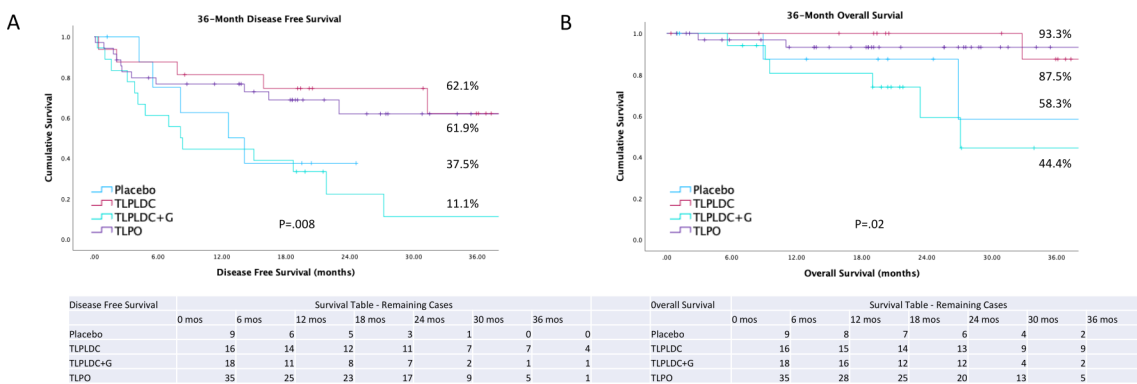 A
36-Month Disease Free Survival
Cumulative Survival
1.0
0.8
0.6
0.4
0.2
0.0
62.1%
61.9%
37.5%
11.1%
Placebo
TLPLDC
TLPLDC+G
TLPO
P=.008
.00 6.00 12.00 18.00 24.00 30.00 36.00
Disease Free Survival (months)
B
36-Month Overall Survial
Cumulative Survival
1.0
0.8
0.6
0.4
0.2
0.0
93.3%
87.5%
58.3%
44.4%
Placebo
TLPLDC
TLPLDC+G
TLPO
P=.02
.00 6.00 12.00 18.00 24.00 30.00 36.00
Overall Survival (months)
Disease Free Survival Survival Table - Remaining Cases
0 mos 6 mos 12 mos 18 mos 24 mos 30 mos 36 mos
Placebo 9 6 5 3 1 0 0
TLPLDC 16 14 12 11 7 7 4
TLPLDC+G 18 11 8 7 2 1 1
TLPO 35 25 23 17 9 5 1
Overall Survival Survival Table - Remaining Cases
0 mos 6 mos 12 mos 18 mos 24 mos 30 mos 36 mos
Placebo 9 8 7 6 4 2
TLPLDC 16 15 14 13 9 9
TLPLDC+G 18 16 12 12 4 2
TLPO 35 28 25 20 13 5